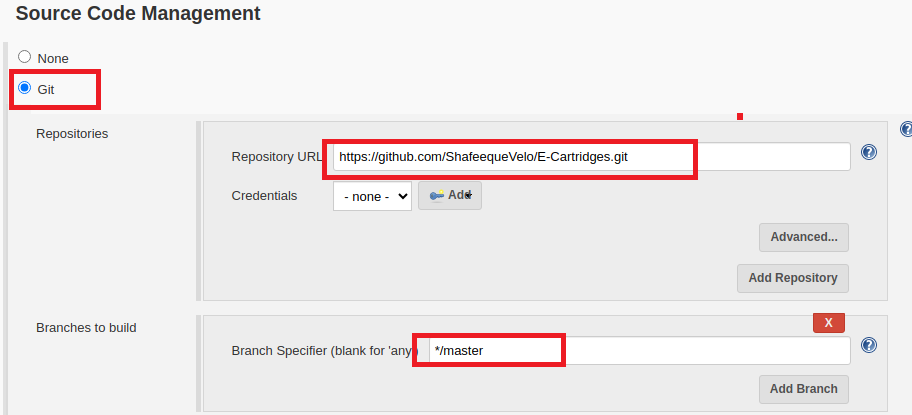 Source Code Management
None
Git
Repositories
Repository URL https://github.com/ShafeequeVelo/E-Cartridges.git
Credentials - none - Add
Advanced...
Add Repository
Branches to build
X
Branch Specifier (blank for 'any') */master
Add Branch